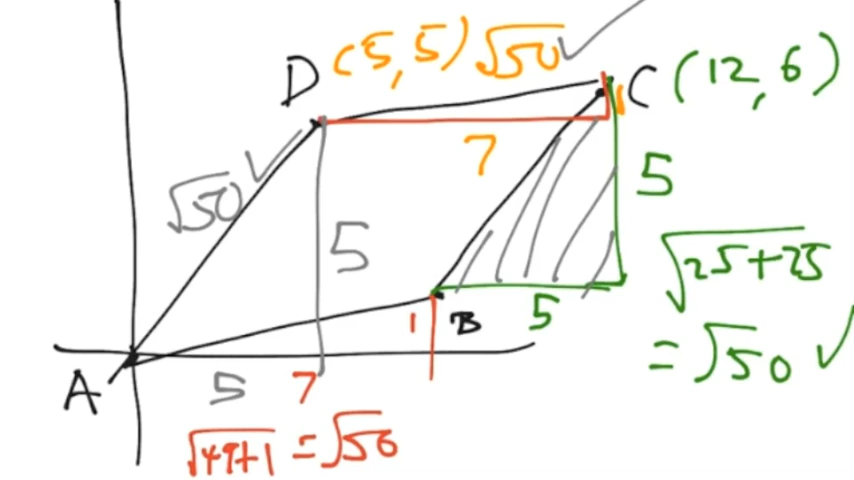 D (5,5) √50 ✓ C (12,6)
1
7
√50 ✓
5
5
√25+25
1 B 5
= √50 ✓
A 5 7
√49+1 = √50